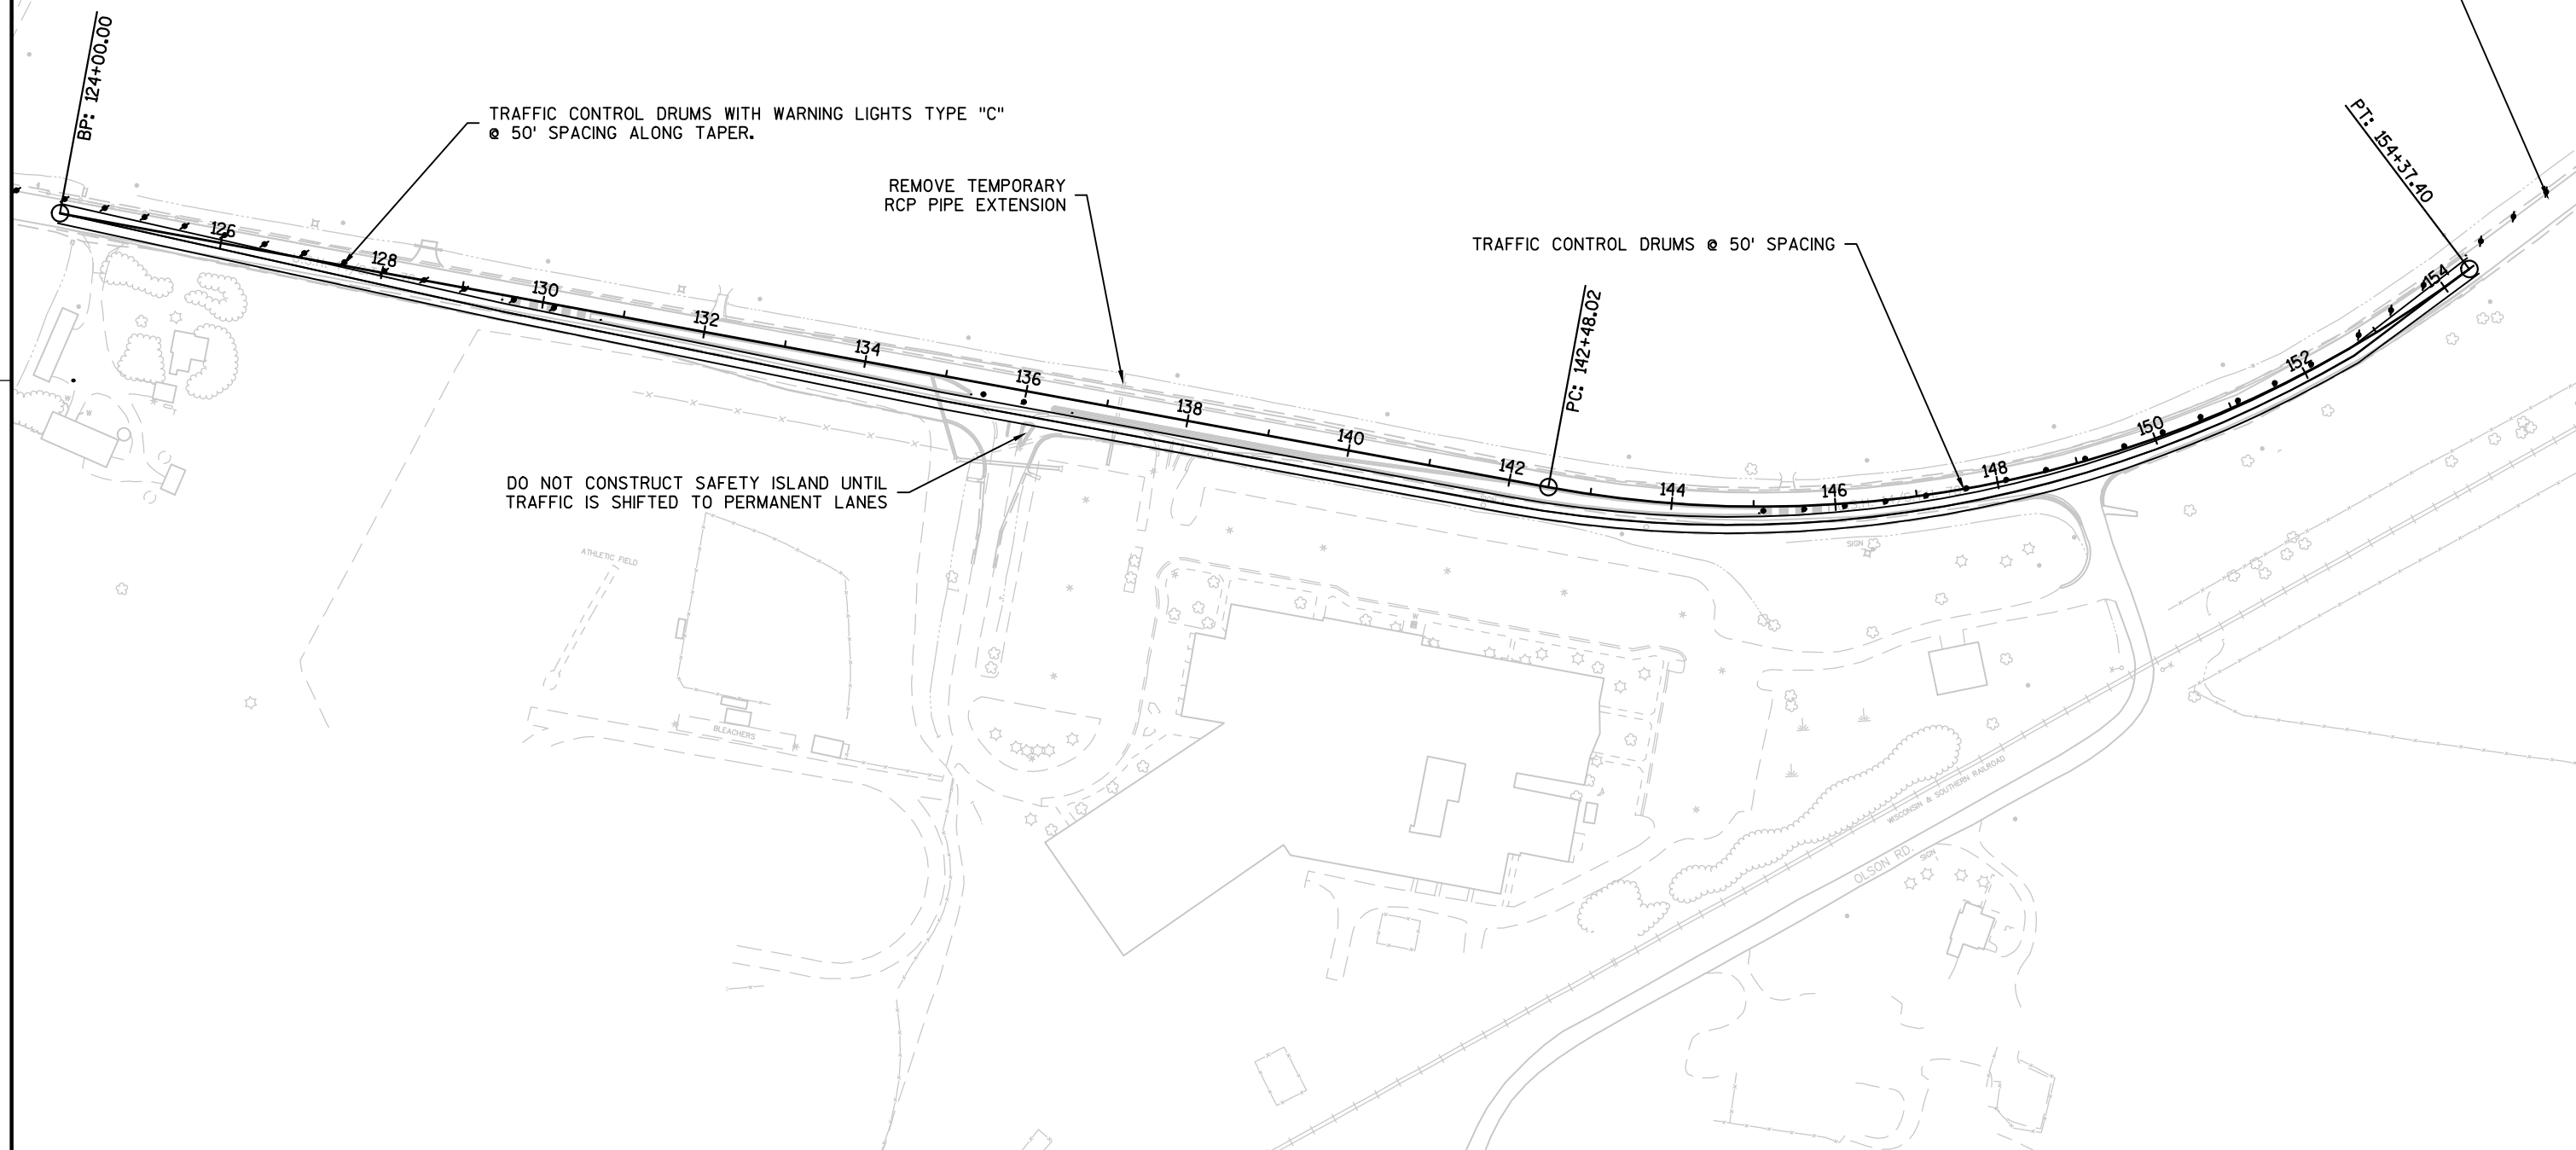 BP: 124+00.00
TRAFFIC CONTROL DRUMS WITH WARNING LIGHTS TYPE "C"
@ 50' SPACING ALONG TAPER.
REMOVE TEMPORARY
RCP PIPE EXTENSION
TRAFFIC CONTROL DRUMS @ 50' SPACING
PC: 142+48.02
PT: 154+37.40
126
128
130
132
134
136
138
140
142
144
146
148
150
152
154
DO NOT CONSTRUCT SAFETY ISLAND UNTIL
TRAFFIC IS SHIFTED TO PERMANENT LANES
W
W
ATHLETIC FIELD
BLEACHERS
W
SIGN
WISCONSIN & SOUTHERN RAILROAD
OLSON RD.
SIGN